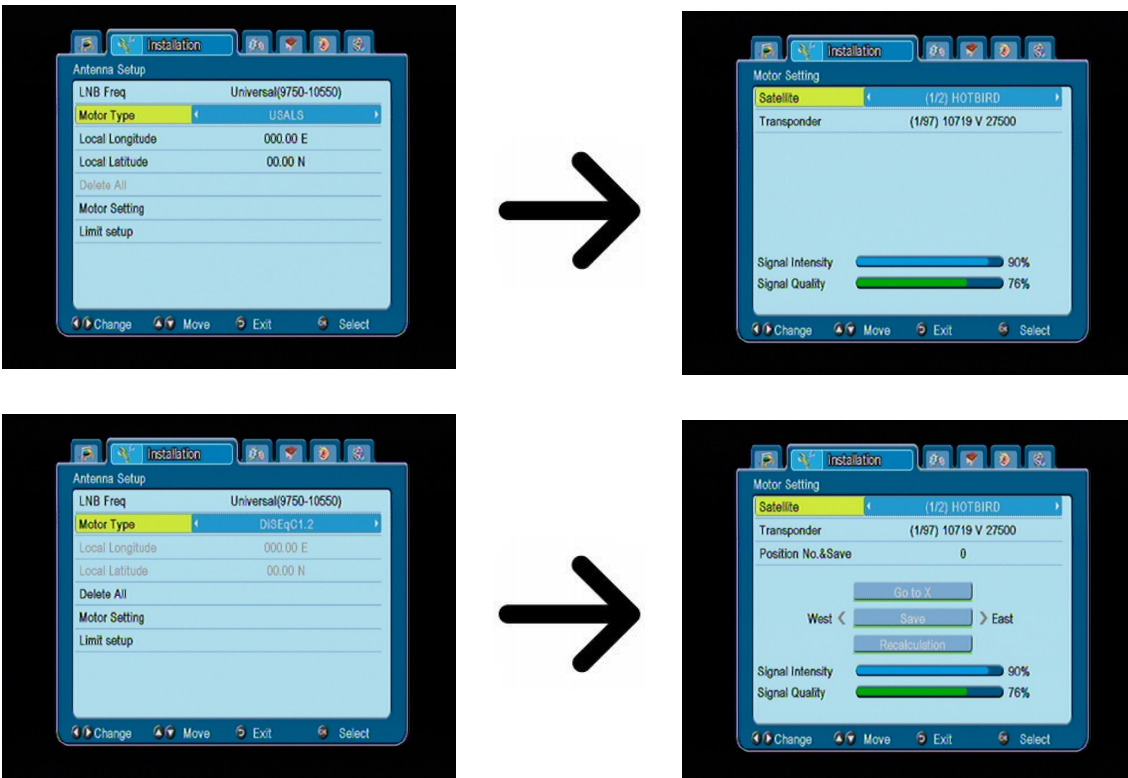 Installation
Antenna Setup
LNB Freq Universal(9750-10550)
Motor Type USALS
Local Longitude 000.00 E
Local Latitude 00.00 N
Delete All
Motor Setting
Limit setup
Change Move Exit Select
Installation
Motor Setting
Satellite (1/2) HOTBIRD
Transponder (1/97) 10719 V 27500
Signal Intensity 90%
Signal Quality 76%
Change Move Exit OK Select
Installation
Antenna Setup
LNB Freq Universal(9750-10550)
Motor Type DiSEqC1.2
Local Longitude 000.00 E
Local Latitude 00.00 N
Delete All
Motor Setting
Limit setup
Change Move Exit OK Select
Installation
Motor Setting
Satellite (1/2) HOTBIRD
Transponder (1/97) 10719 V 27500
Position No.&Save 0
Go to X
West Save East
Recalculation
Signal Intensity 90%
Signal Quality 76%
Change Move Exit OK Select